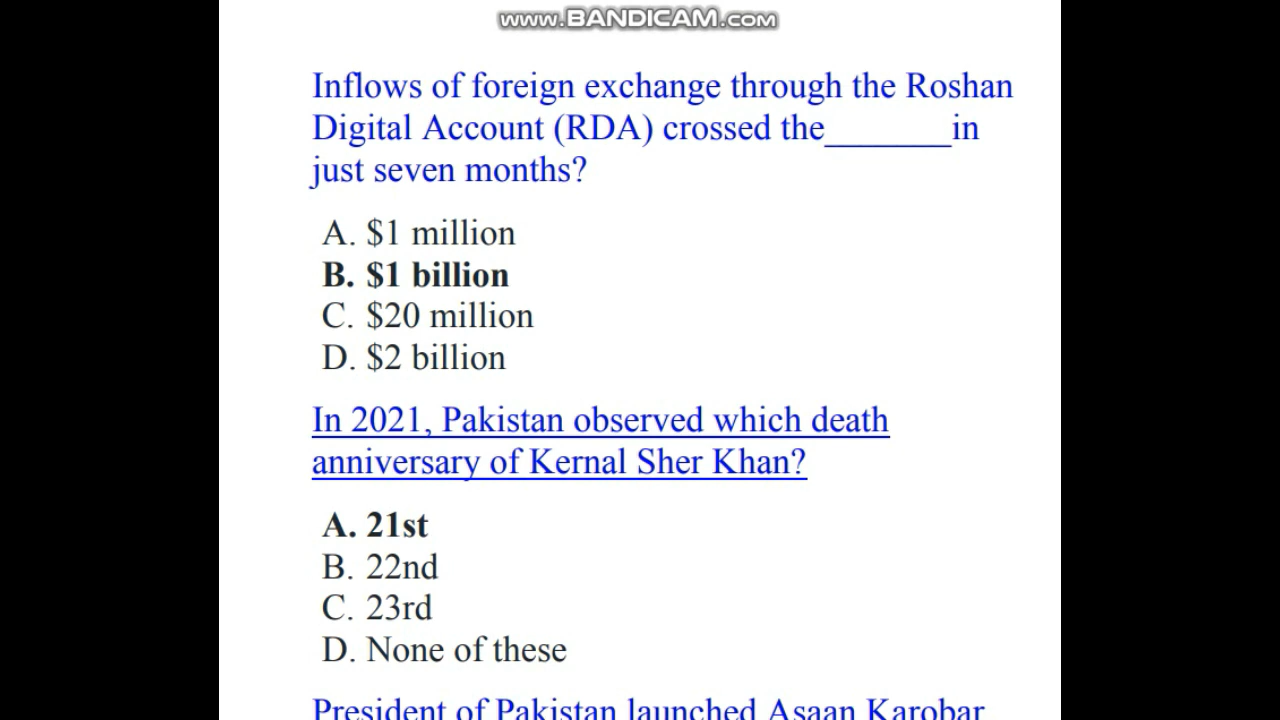 www.BANDICAM.com
Inflows of foreign exchange through the Roshan
Digital Account (RDA) crossed the_______in
just seven months?
A. $1 million
B. $1 billion
C. $20 million
D. $2 billion
In 2021, Pakistan observed which death
anniversary of Kernal Sher Khan?
A. 21st
B. 22nd
C. 23rd
D. None of these
President of Pakistan launched Asaan Karobar